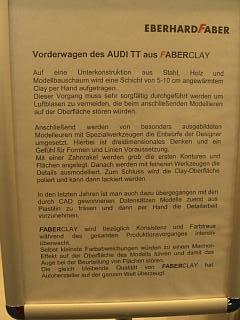 EBERHARD FABER
Vorderwagen des AUDI TT aus FABERCLAY
Auf eine Unterkonstruktion aus Stahl, Holz und
Modellbauschaum wird eine Schicht von 5-10 cm angewärmtem
Clay per Hand aufgetragen.
Dieser Vorgang muss sehr sorgfältig durchgeführt werden um
Luftblasen zu vermeiden, die beim anschließenden Modellieren
auf der Oberfläche stören würden.
Anschließend werden von besonders ausgebildeten
Modelleuren mit Spezialwerkzeugen die Entwürfe der Designer
umgesetzt. Hierbei ist dreidimensionales Denken und ein
Gefühl für Formen und Linien Voraussetzung.
Mit einer Zahnrakel werden grob die ersten Konturen und
Flächen angelegt. Danach werden mit feineren Werkzeugen die
Details ausmodelliert. Zum Schluss wird die Clay-Oberfläche
poliert und kann dann lackiert werden.
In den letzten Jahren ist man auch dazu übergegangen mit den
durch CAD gewonnenen Datensätzen Modelle zuerst aus
Plastilin zu fräsen und dann per Hand die Detailarbeit
vorzunehmen.
FABERCLAY wird bezüglich Konsistenz und Farbtreue
während des gesamten Produktionsvorganges intensiv
überwacht.
Selbst kleinste Farbabweichungen würden zu einem Marmor-
Effekt auf der Oberfläche des Modells führen und damit das
Auge bei der Beurteilung von Flächen stören.
Die gleich bleibende Qualität von FABERCLAY hat
Autohersteller auf der ganzen Welt überzeugt.